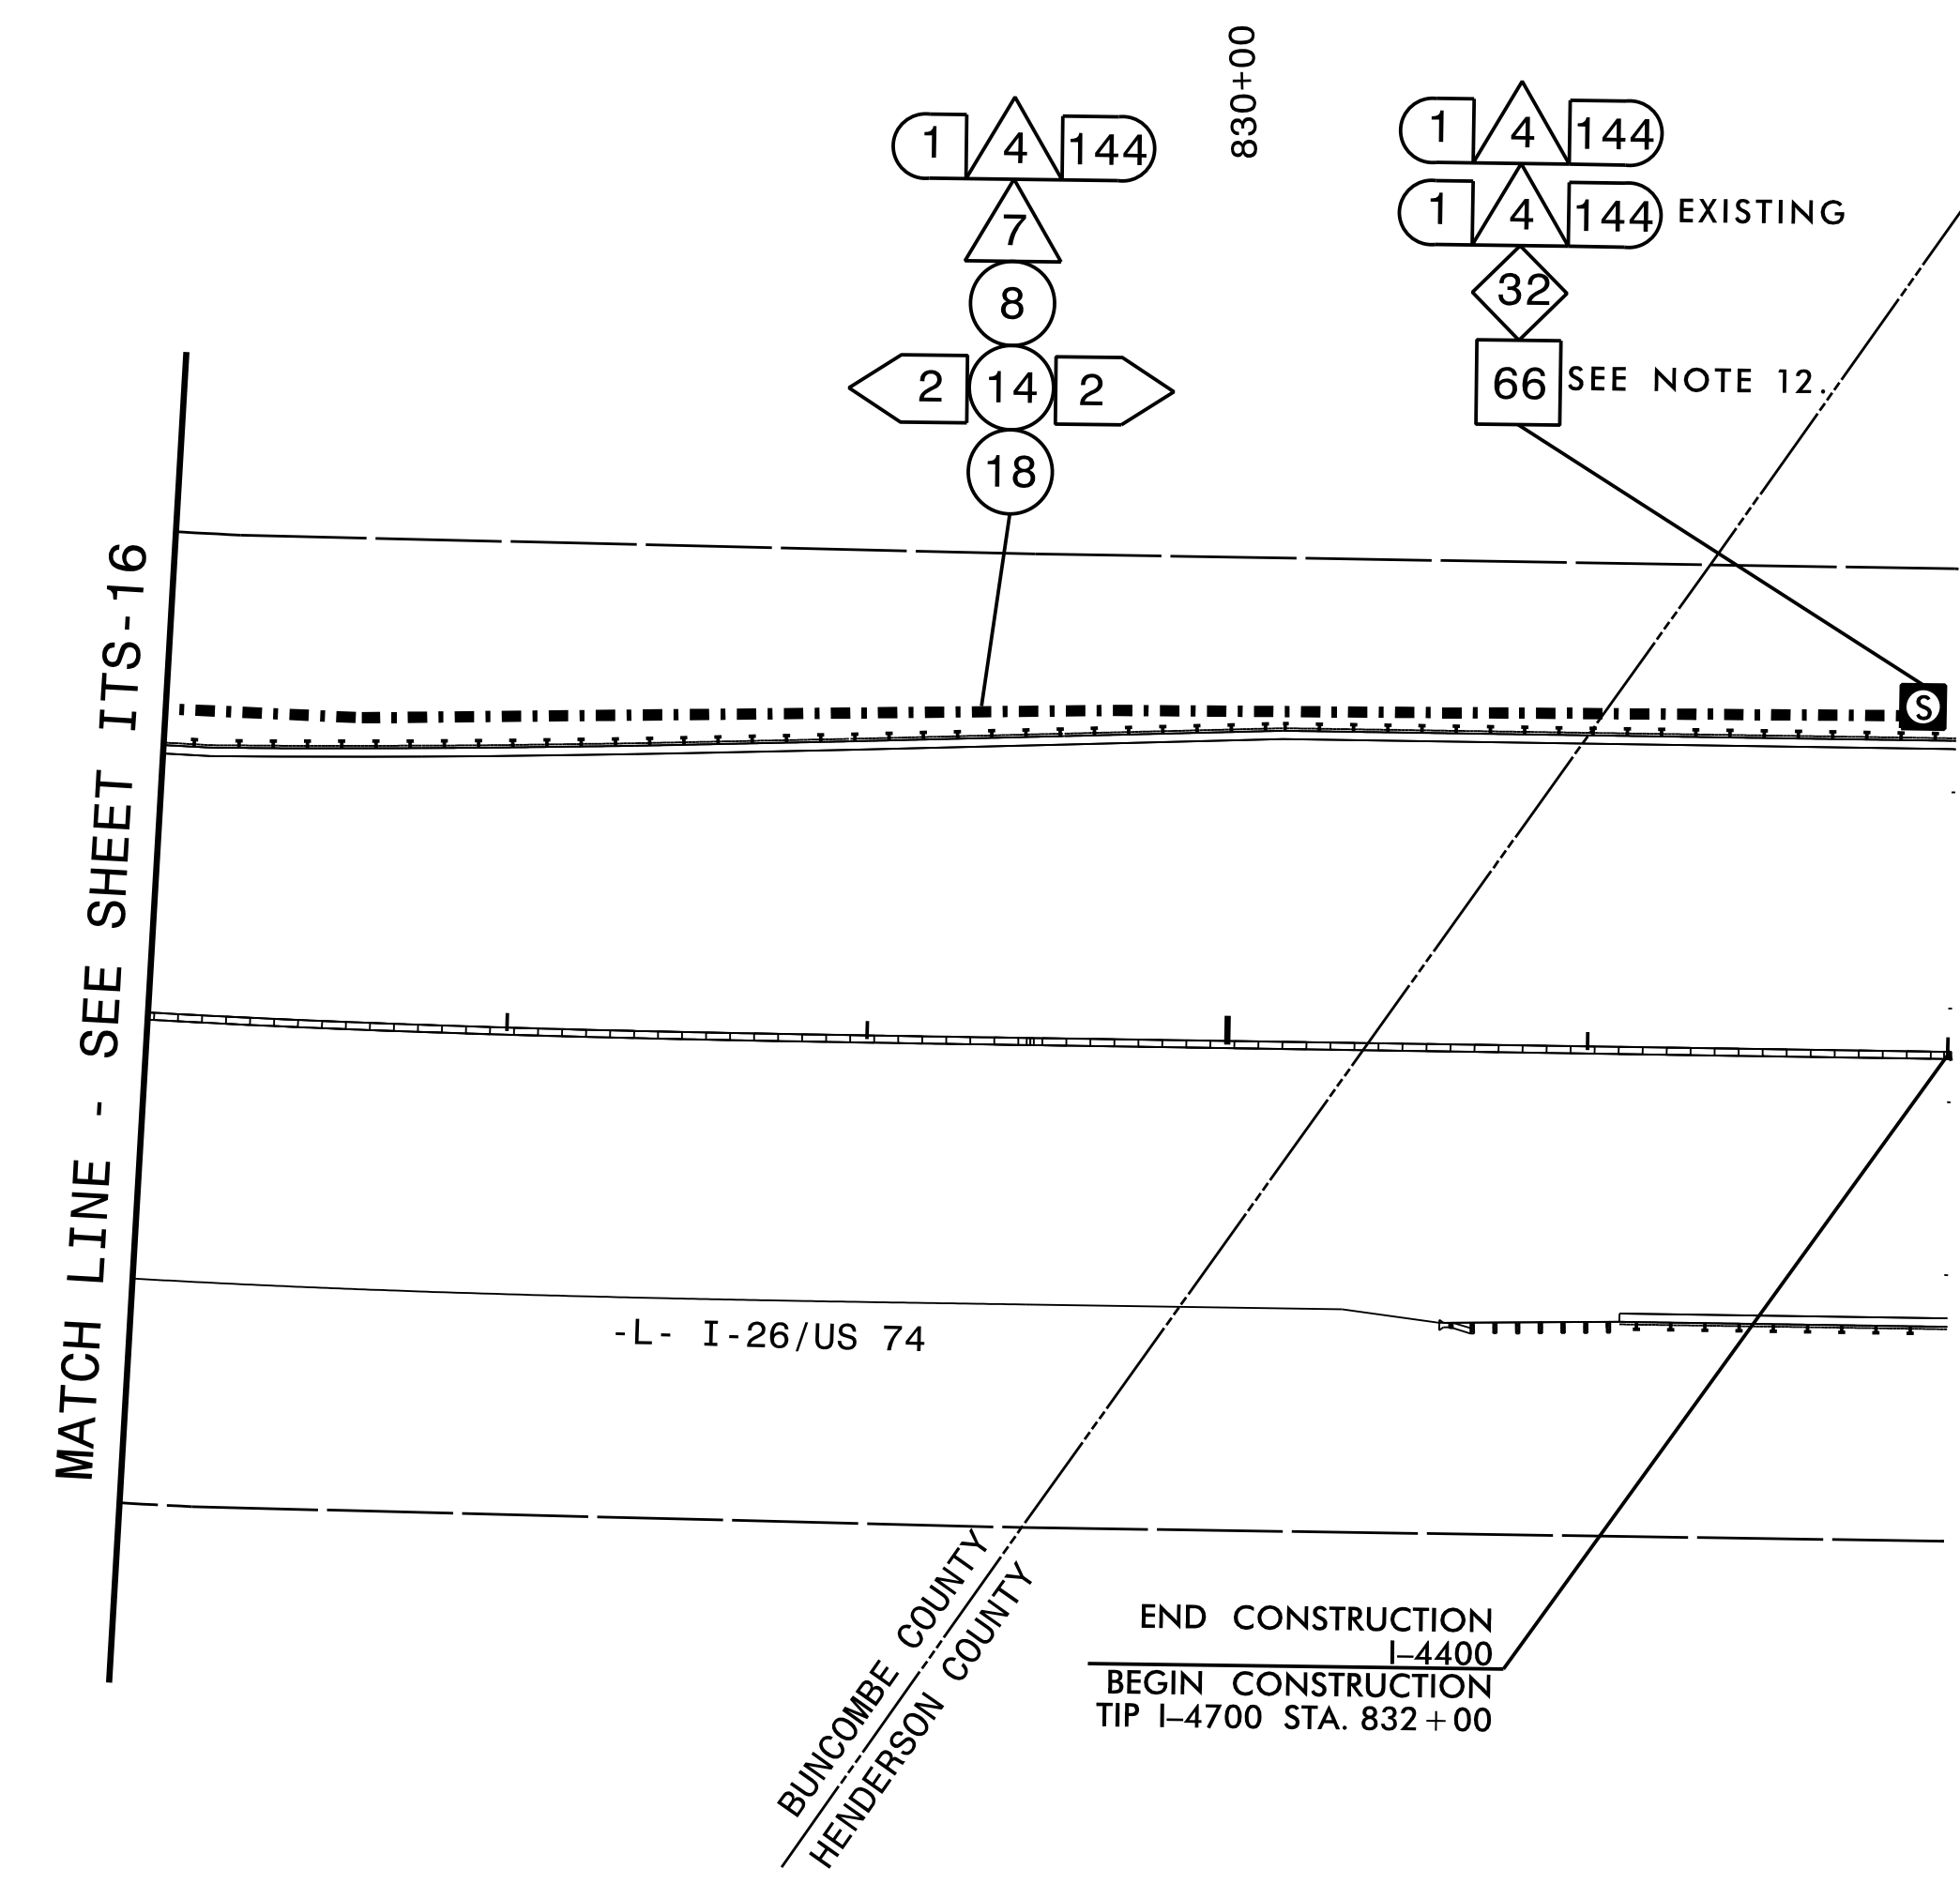 830+00
1 4 144
7
8
2 14 2
18
1 4 144
1 4 144 EXISTING
32
66 SEE NOTE 12.
S
MATCH LINE - SEE SHEET ITS-16
-L- I-26/US 74
BUNCOMBE COUNTY
HENDERSON COUNTY
END CONSTRUCTION
I-4400
BEGIN CONSTRUCTION
TIP I-4700 STA. 832+00